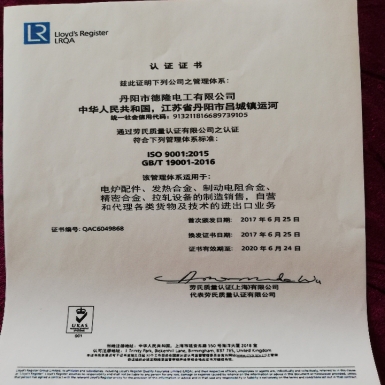 Lloyd's Register
LRQA
认证证书
兹此证明下列公司之管理体系：
丹阳市德隆电工有限公司
中华人民共和国，江苏省丹阳市吕城镇运河
统一社会信用代码：913211816689739105
通过劳氏质量认证有限公司之认证
符合下列管理体系标准：
ISO 9001:2015
GB/T 19001-2016
该管理体系适用于：
电炉配件、发热合金、制动电阻合金、
精密合金、拉轧设备的制造销售，自营
和代理各类货物及技术的进出口业务
首次颁发日期： 2017 年 6 月 25 日
证书编号：QAC6049868 换发证书日期： 2017 年 6 月 25 日
证书有效期至： 2020 年 6 月 24 日
劳氏质量认证(上海)有限公司
代表劳氏质量认证有限公司
UKAS
001